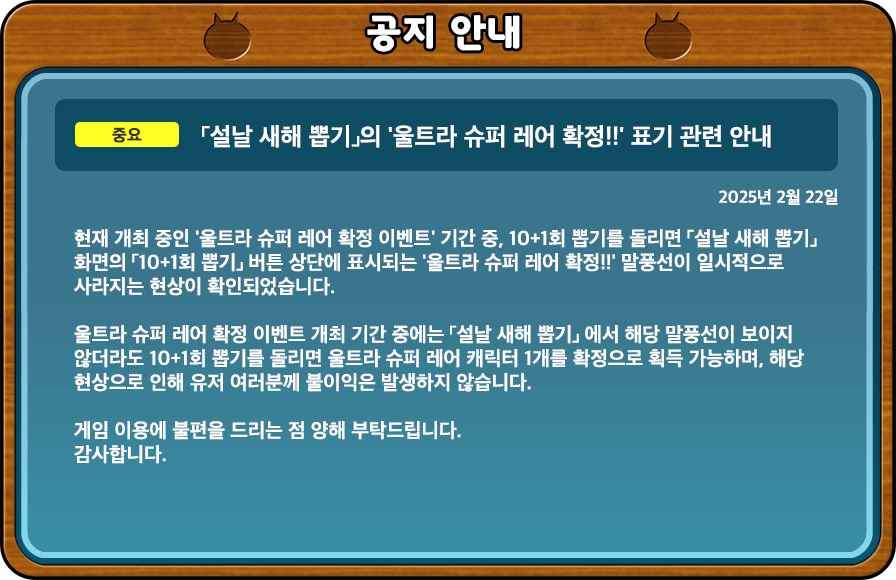 공지 안내
중요
「설날 새해 뽑기」의 '울트라 슈퍼 레어 확정!!' 표기 관련 안내
2025년 2월 22일
현재 개최 중인 '울트라 슈퍼 레어 확정 이벤트' 기간 중, 10+1회 뽑기를 돌리면 「설날 새해 뽑기」
화면의 「10+1회 뽑기」 버튼 상단에 표시되는 '울트라 슈퍼 레어 확정!!' 말풍선이 일시적으로
사라지는 현상이 확인되었습니다.
울트라 슈퍼 레어 확정 이벤트 개최 기간 중에는 「설날 새해 뽑기」 에서 해당 말풍선이 보이지
않더라도 10+1회 뽑기를 돌리면 울트라 슈퍼 레어 캐릭터 1개를 확정으로 획득 가능하며, 해당
현상으로 인해 유저 여러분께 불이익은 발생하지 않습니다.
게임 이용에 불편을 드리는 점 양해 부탁드립니다.
감사합니다.